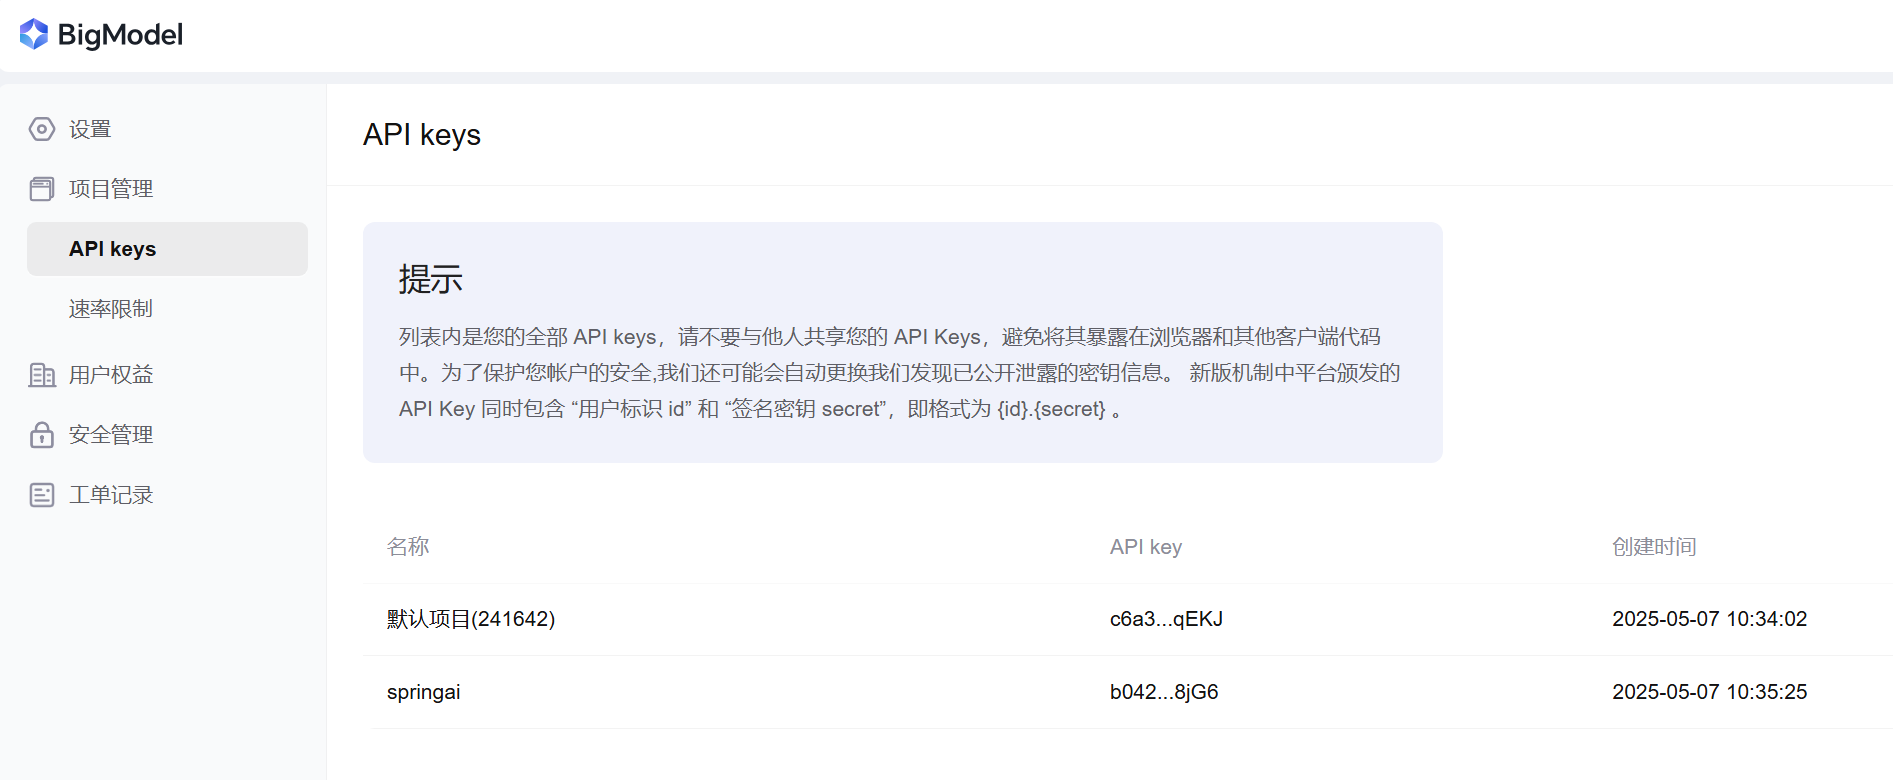 BigModel
设置
项目管理
API keys
速率限制
用户权益
安全管理
工单记录
API keys
提示
列表内是您的全部 API keys，请不要与他人共享您的 API Keys，避免将其暴露在浏览器和其他客户端代码
中。为了保护您帐户的安全,我们还可能会自动更换我们发现已公开泄露的密钥信息。 新版机制中平台颁发的
API Key 同时包含 “用户标识 id” 和 “签名密钥 secret”，即格式为 {id}.{secret} 。
名称 API key 创建时间
默认项目(241642) c6a3...qEKJ 2025-05-07 10:34:02
springai b042...8jG6 2025-05-07 10:35:25